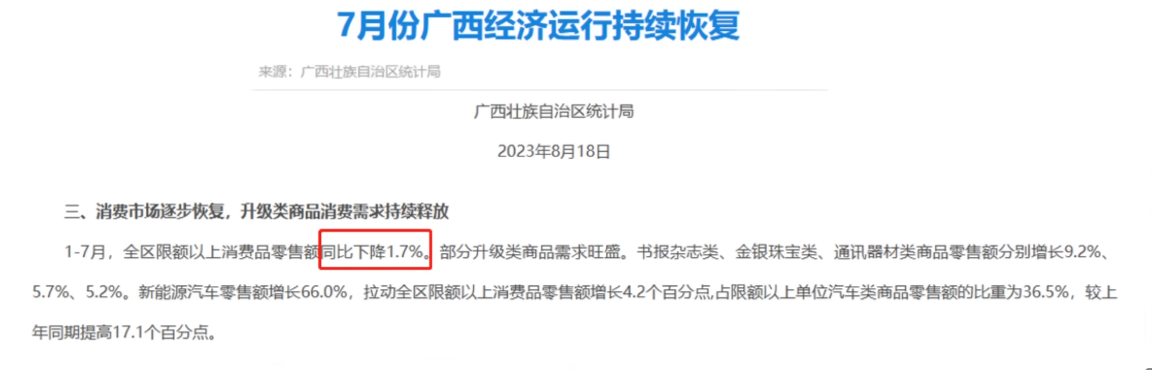 7月份广西经济运行持续恢复
来源：广西壮族自治区统计局
广西壮族自治区统计局
2023年8月18日
三、消费市场逐步恢复，升级类商品消费需求持续释放
1-7月，全区限额以上消费品零售额同比下降1.7%。部分升级类商品需求旺盛。书报杂志类、金银珠宝类、通讯器材类商品零售额分别增长9.2%、
5.7%、5.2%。新能源汽车零售额增长66.0%，拉动全区限额以上消费品零售额增长4.2个百分点,占限额以上单位汽车类商品零售额的比重为36.5%，较上
年同期提高17.1个百分点。